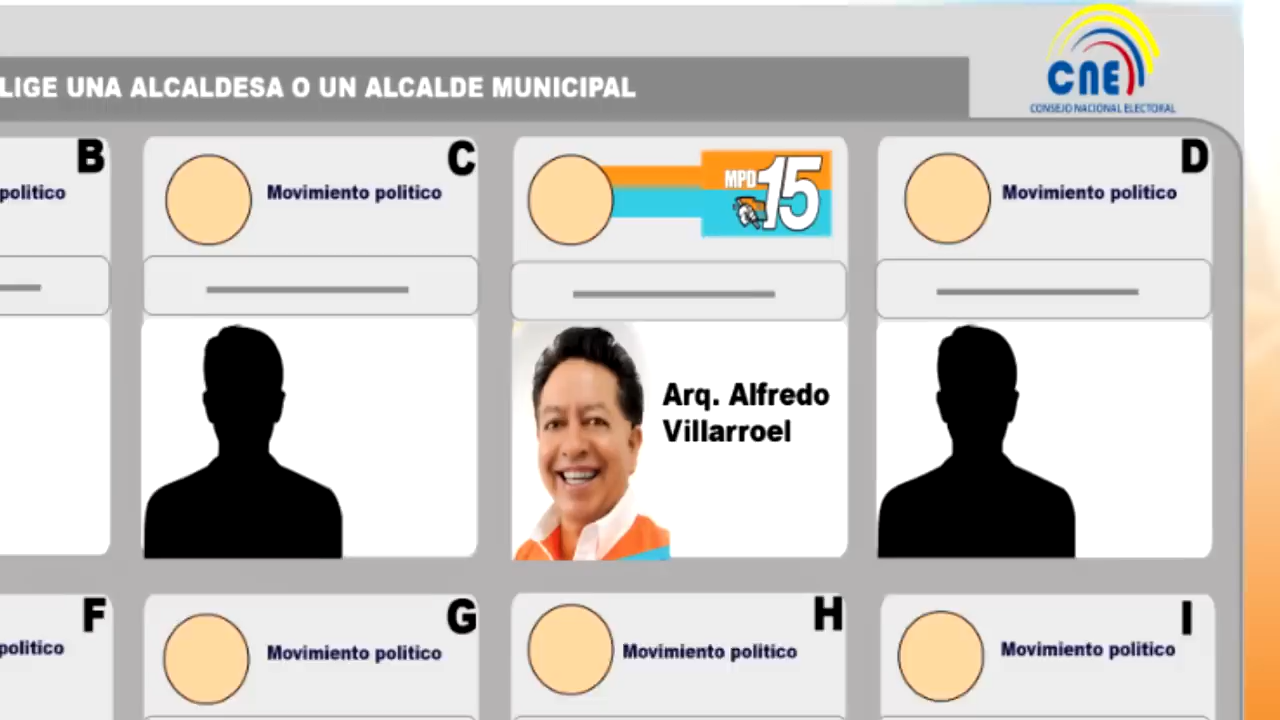 LIGE UNA ALCALDESA O UN ALCALDE MUNICIPAL
CNE
CONSEJO NACIONAL ELECTORAL
B
politico
C
Movimiento politico
MPD 15
D
Movimiento politico
Arq. Alfredo
Villarroel
F
politico
G
Movimiento politico
H
Movimiento politico
I
Movimiento politico